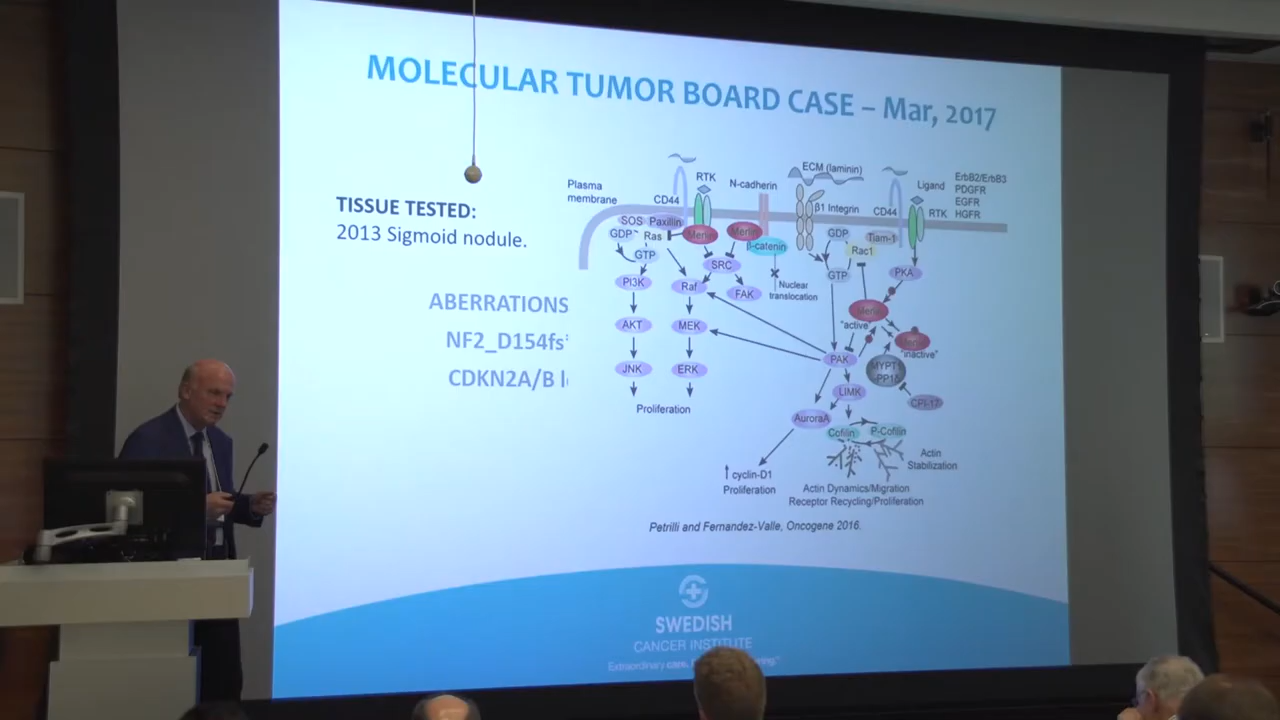 MOLECULAR TUMOR BOARD CASE – Mar, 2017
TISSUE TESTED:
2013 Sigmoid nodule.
ABERRATIONS
NF2_D154fs
CDKN2A/B
Plasma
membrane
CD44
RTK
N-cadherin
ECM (laminin)
β1 Integrin
CD44
Ligand
RTK
ErbB2/ErbB3
PDGFR
EGFR
HGFR
SOS
Paxillin
GDP
Ras
Merlin
Merlin
β-catenin
GTP
SRC
PI3K
Raf
FAK
Nuclear
translocation
AKT
MEK
JNK
ERK
Proliferation
GDP
Tiam-1
Rac1
GTP
PKA
Merlin
"active"
Merlin
"inactive"
PAK
MYPT1
PP1δ
LIMK
CPI-17
AuroraA
Cofilin
P-Cofilin
Actin
Stabilization
cyclin-D1
Proliferation
Actin Dynamics/Migration
Receptor Recycling/Proliferation
Petrilli and Fernandez-Valle, Oncogene 2016.
SWEDISH
CANCER INSTITUTE
Extraordinary care,